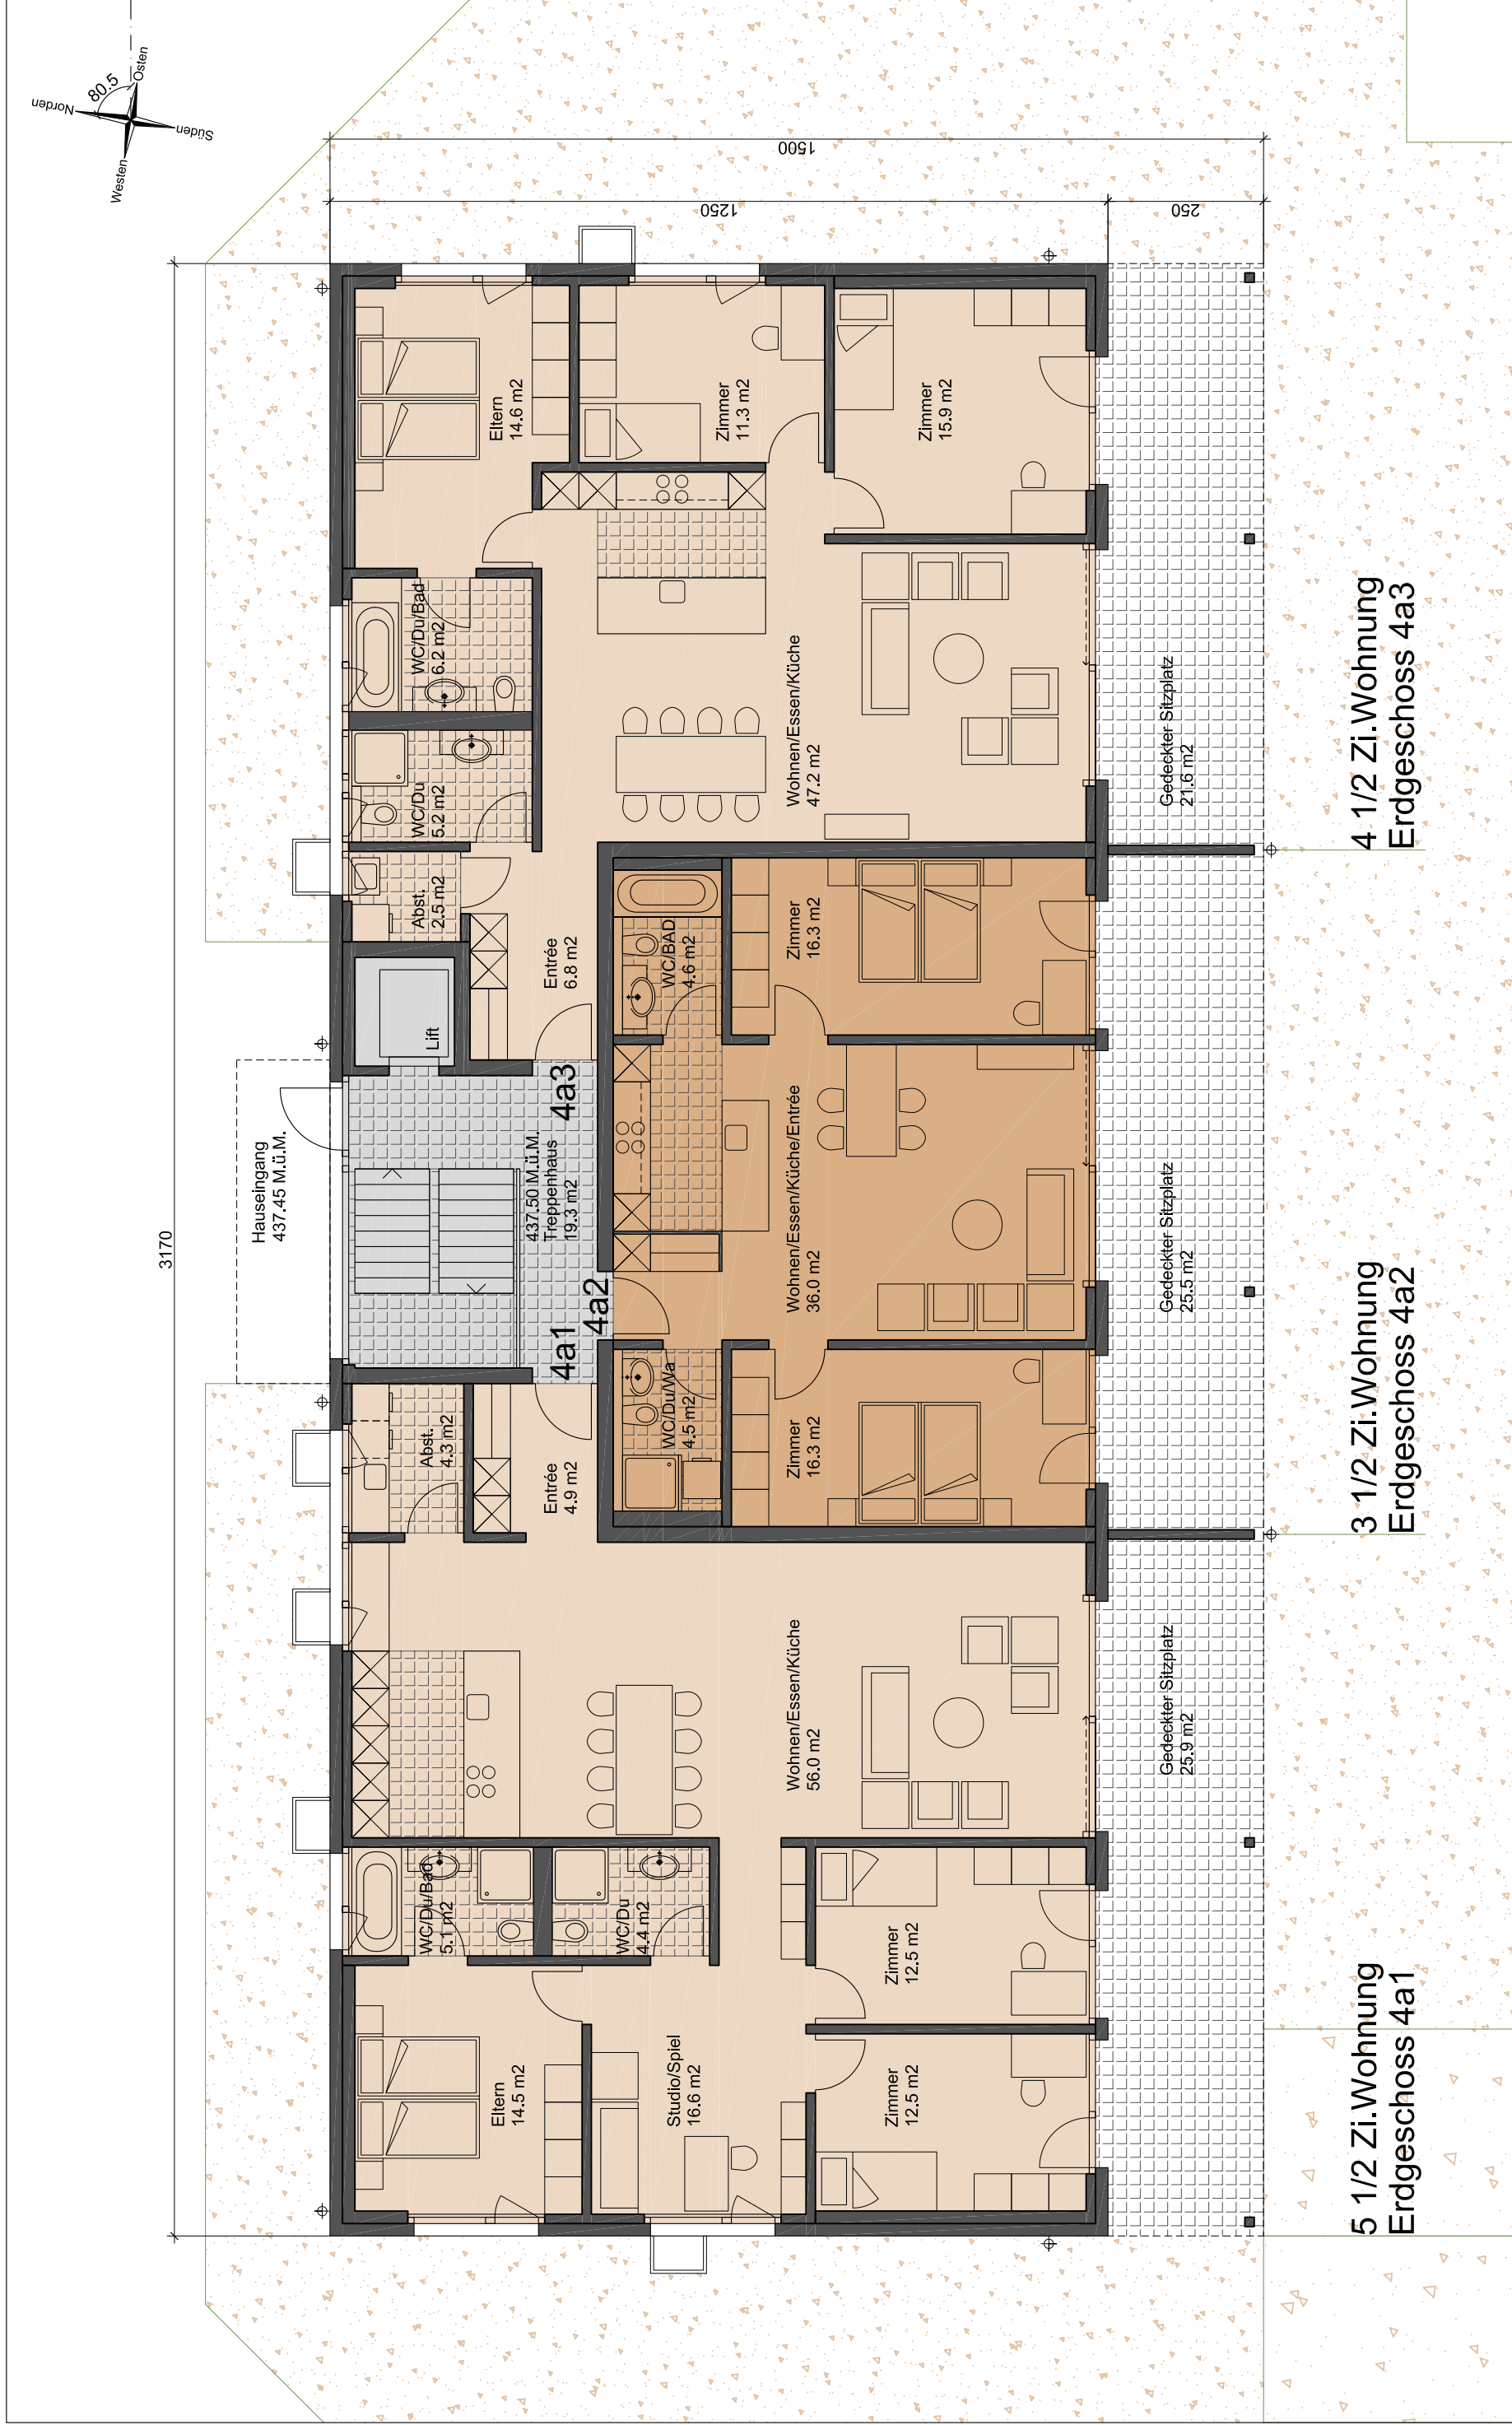 Norden
Osten
Süden
Westen
80.5
3170
1500
1250
250
Hauseingang
437.45 M.ü.M.
437.50 M.ü.M.
Treppenhaus
19.3 m2
Lift
4a1
4a2
4a3
Eltern
14.5 m2
WC/Du/Bad
5.1 m2
WC/Du
4.4 m2
Studio/Spiel
16.6 m2
Zimmer
12.5 m2
Zimmer
12.5 m2
Wohnen/Essen/Küche
56.0 m2
Abst.
4.3 m2
Entrée
4.9 m2
Gedeckter Sitzplatz
25.9 m2
WC/Du/Wa
4.5 m2
Zimmer
16.3 m2
Wohnen/Essen/Küche/Entrée
36.0 m2
WC/BAD
4.6 m2
Zimmer
16.3 m2
Gedeckter Sitzplatz
25.5 m2
Abst.
2.5 m2
Entrée
6.8 m2
WC/Du
5.2 m2
WC/Du/Bad
6.2 m2
Eltern
14.6 m2
Zimmer
11.3 m2
Zimmer
15.9 m2
Wohnen/Essen/Küche
47.2 m2
Gedeckter Sitzplatz
21.6 m2
5 1/2 Zi.Wohnung
Erdgeschoss 4a1
3 1/2 Zi.Wohnung
Erdgeschoss 4a2
4 1/2 Zi.Wohnung
Erdgeschoss 4a3